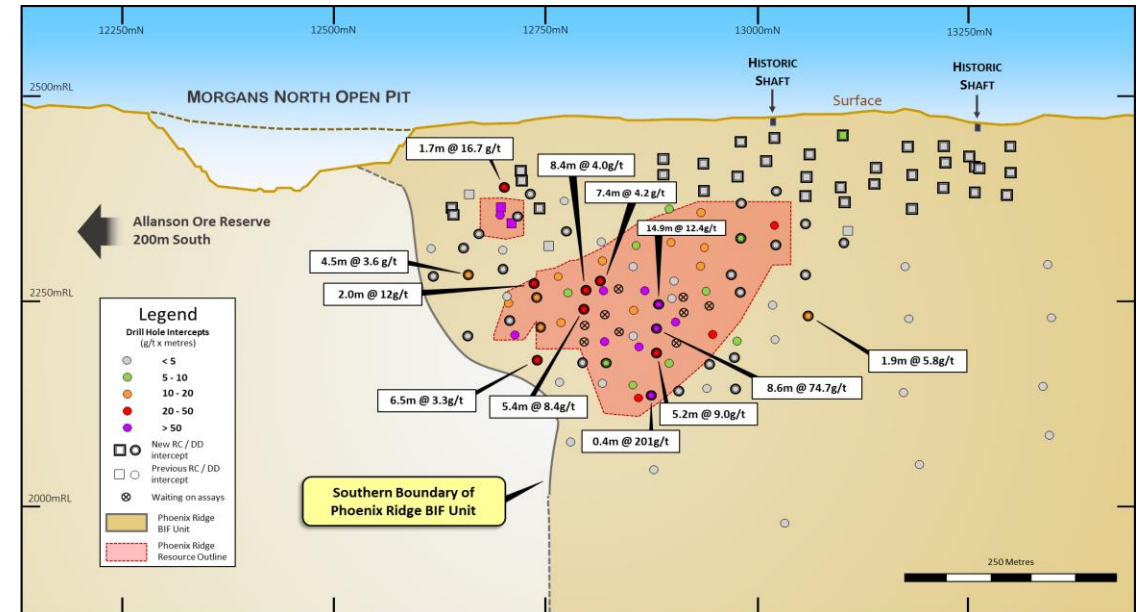 12250mN
12500mN
12750mN
13000mN
13250mN
HISTORIC
SHAFT
HISTORIC
SHAFT
2500mRL
MORGANS NORTH OPEN PIT
Surface
1.7m @ 16.7 g/t
8.4m @ 4.0g/t
7.4m @ 4.2 g/t
14.9m @ 12.4g/t
Allanson Ore Reserve
200m South
4.5m @ 3.6 g/t
2.0m @ 12g/t
2250mRL
Legend
Drill Hole Intercepts
(g/t x metres)
< 5
5 - 10
10 - 20
20 - 50
> 50
New RC / DD
intercept
Previous RC / DD
intercept
Waiting on assays
Phoenix Ridge
BIF Unit
Phoenix Ridge
Resource Outline
1.9m @ 5.8g/t
8.6m @ 74.7g/t
6.5m @ 3.3g/t
5.4m @ 8.4g/t
5.2m @ 9.0g/t
0.4m @ 201g/t
2000mRL
Southern Boundary of
Phoenix Ridge BIF Unit
250 Metres